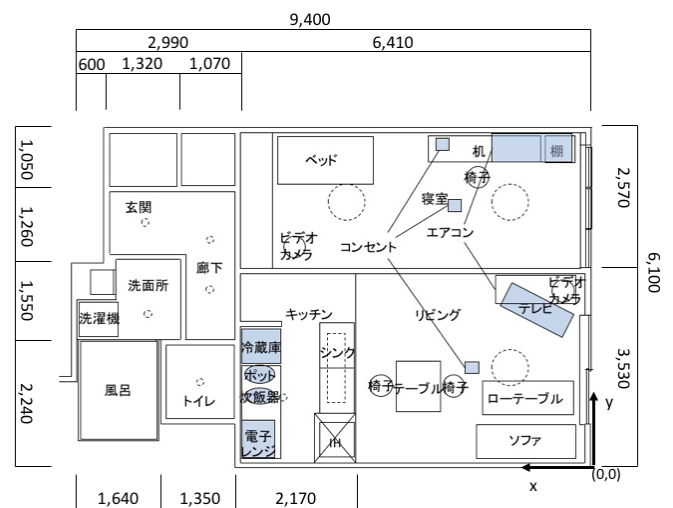 9,400
2,990
6,410
600
1,320
1,070
1,050
1,260
1,550
2,240
2,570
6,100
3,530
ベッド
机
棚
椅子
玄関
寝室
ビデオ
カメラ
コンセント
エアコン
廊下
洗面所
洗濯機
キッチン
リビング
ビデオ
カメラ
テレビ
冷蔵庫
シンク
ポット
炊飯器
風呂
トイレ
椅子
テーブル
椅子
ローテーブル
電子
レンジ
IH
ソファ
y
x
(0,0)
1,640
1,350
2,170